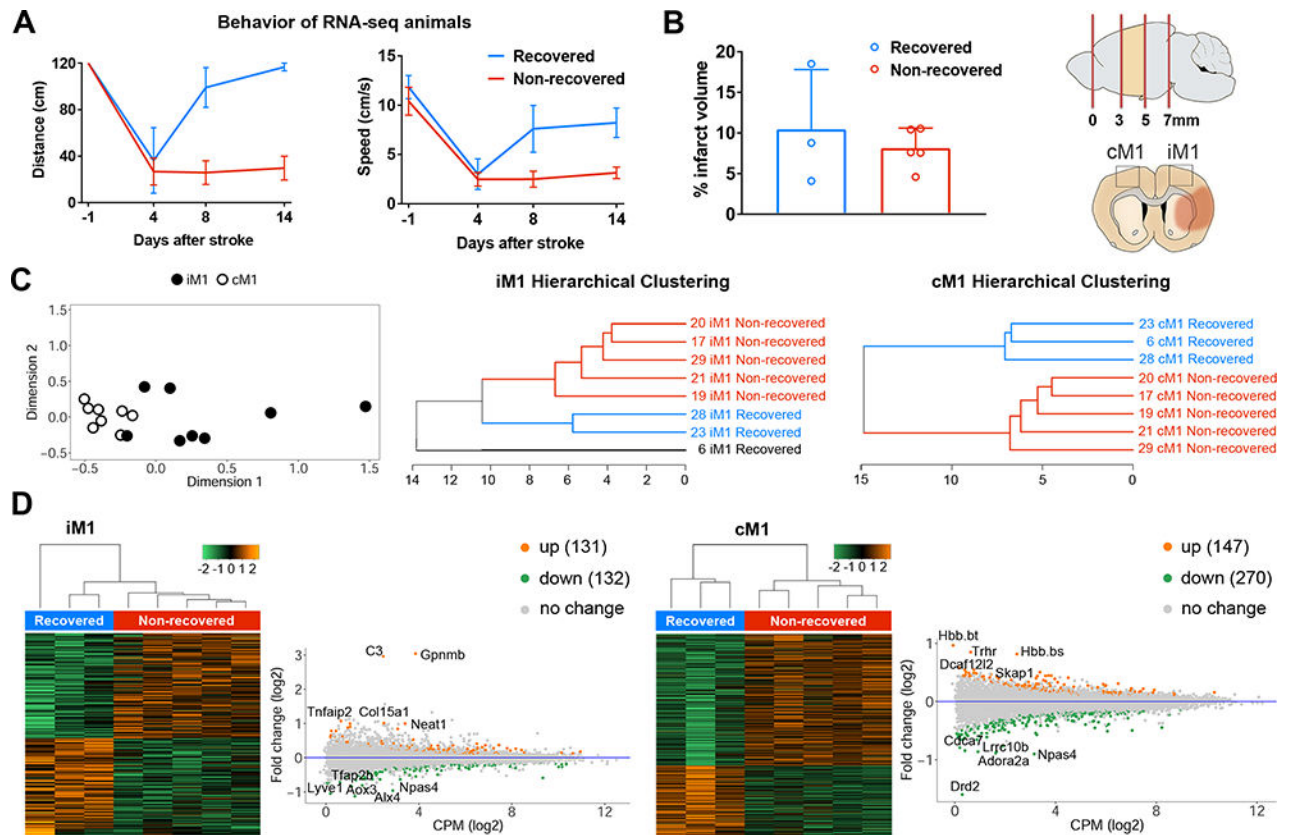 A
Behavior of RNA-seq animals
Recovered
Non-recovered
Distance (cm)
120
80
40
0
-1 4 8 14
Days after stroke
Speed (cm/s)
15
10
5
0
-1 4 8 14
Days after stroke
B
Recovered
Non-recovered
% infarct volume
20
15
10
5
0
0 3 5 7mm
cM1 iM1
C
iM1 cM1
Dimension 2
1.5
1.0
0.5
0.0
−0.5
−0.5 0.0 0.5 1.0 1.5
Dimension 1
iM1 Hierarchical Clustering
20 iM1 Non-recovered
17 iM1 Non-recovered
29 iM1 Non-recovered
21 iM1 Non-recovered
19 iM1 Non-recovered
28 iM1 Recovered
23 iM1 Recovered
6 iM1 Recovered
14 12 10 8 6 4 2 0
cM1 Hierarchical Clustering
23 cM1 Recovered
6 cM1 Recovered
28 cM1 Recovered
20 cM1 Non-recovered
17 cM1 Non-recovered
19 cM1 Non-recovered
21 cM1 Non-recovered
29 cM1 Non-recovered
15 10 5 0
D
iM1
-2 -1 0 1 2
Recovered Non-recovered
up (131)
down (132)
no change
Fold change (log2)
3
2
1
0
−1
C3
Gpnmb
Tnfaip2 Col15a1
Neat1
Tfap2b
Lyve1 Aox3 Npas4
Alx4
0 4 8 12
CPM (log2)
cM1
-2 -1 0 1 2
Recovered Non-recovered
up (147)
down (270)
no change
Fold change (log2)
1
0
−1
Hbb.bt
Trhr Hbb.bs
Dcaf12l2
Skap1
Cdca7
Lrrc10b
Adora2a Npas4
Drd2
0 4 8 12
CPM (log2)